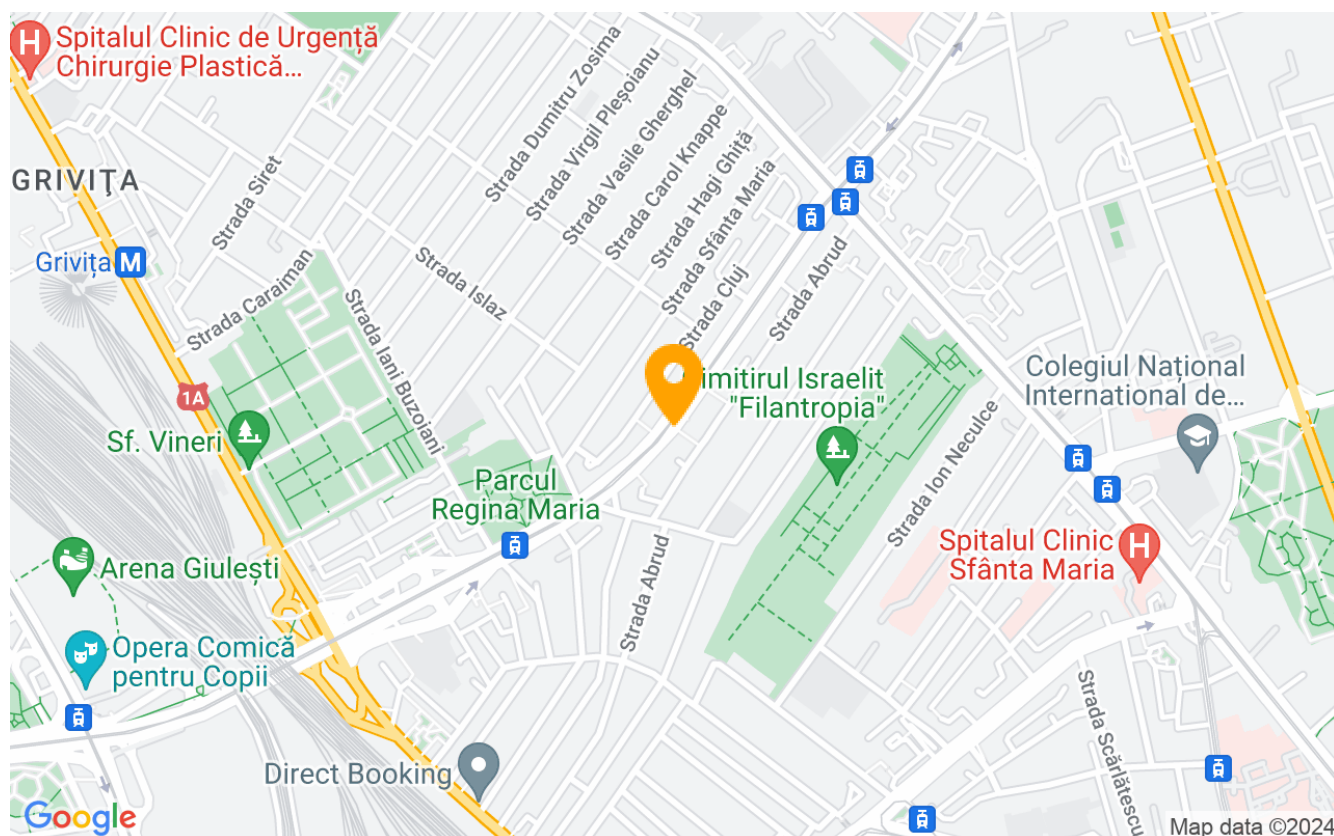 Spitalul Clinic de Urgență
Chirurgie Plastică...
H
GRIVIŢA
Grivița
M
Strada Siret
Strada Caraiman
Strada Dumitru Zosima
Strada Virgil Pleșoianu
Strada Vasile Gherghel
Strada Carol Knappe
Strada Hagi Ghiță
Strada Sfânta Maria
Strada Cluj
Strada Abrud
Strada Islaz
Strada Iani Buzoiani
1A
Sf. Vineri
Parcul
Regina Maria
imitirul Israelit
"Filantropia"
Colegiul Național
International de...
Strada Ion Neculce
Spitalul Clinic
Sfânta Maria
H
Arena Giulești
Opera Comică
pentru Copii
Strada Abrud
Strada Scărlătescu
Direct Booking
Google
Map data ©2024